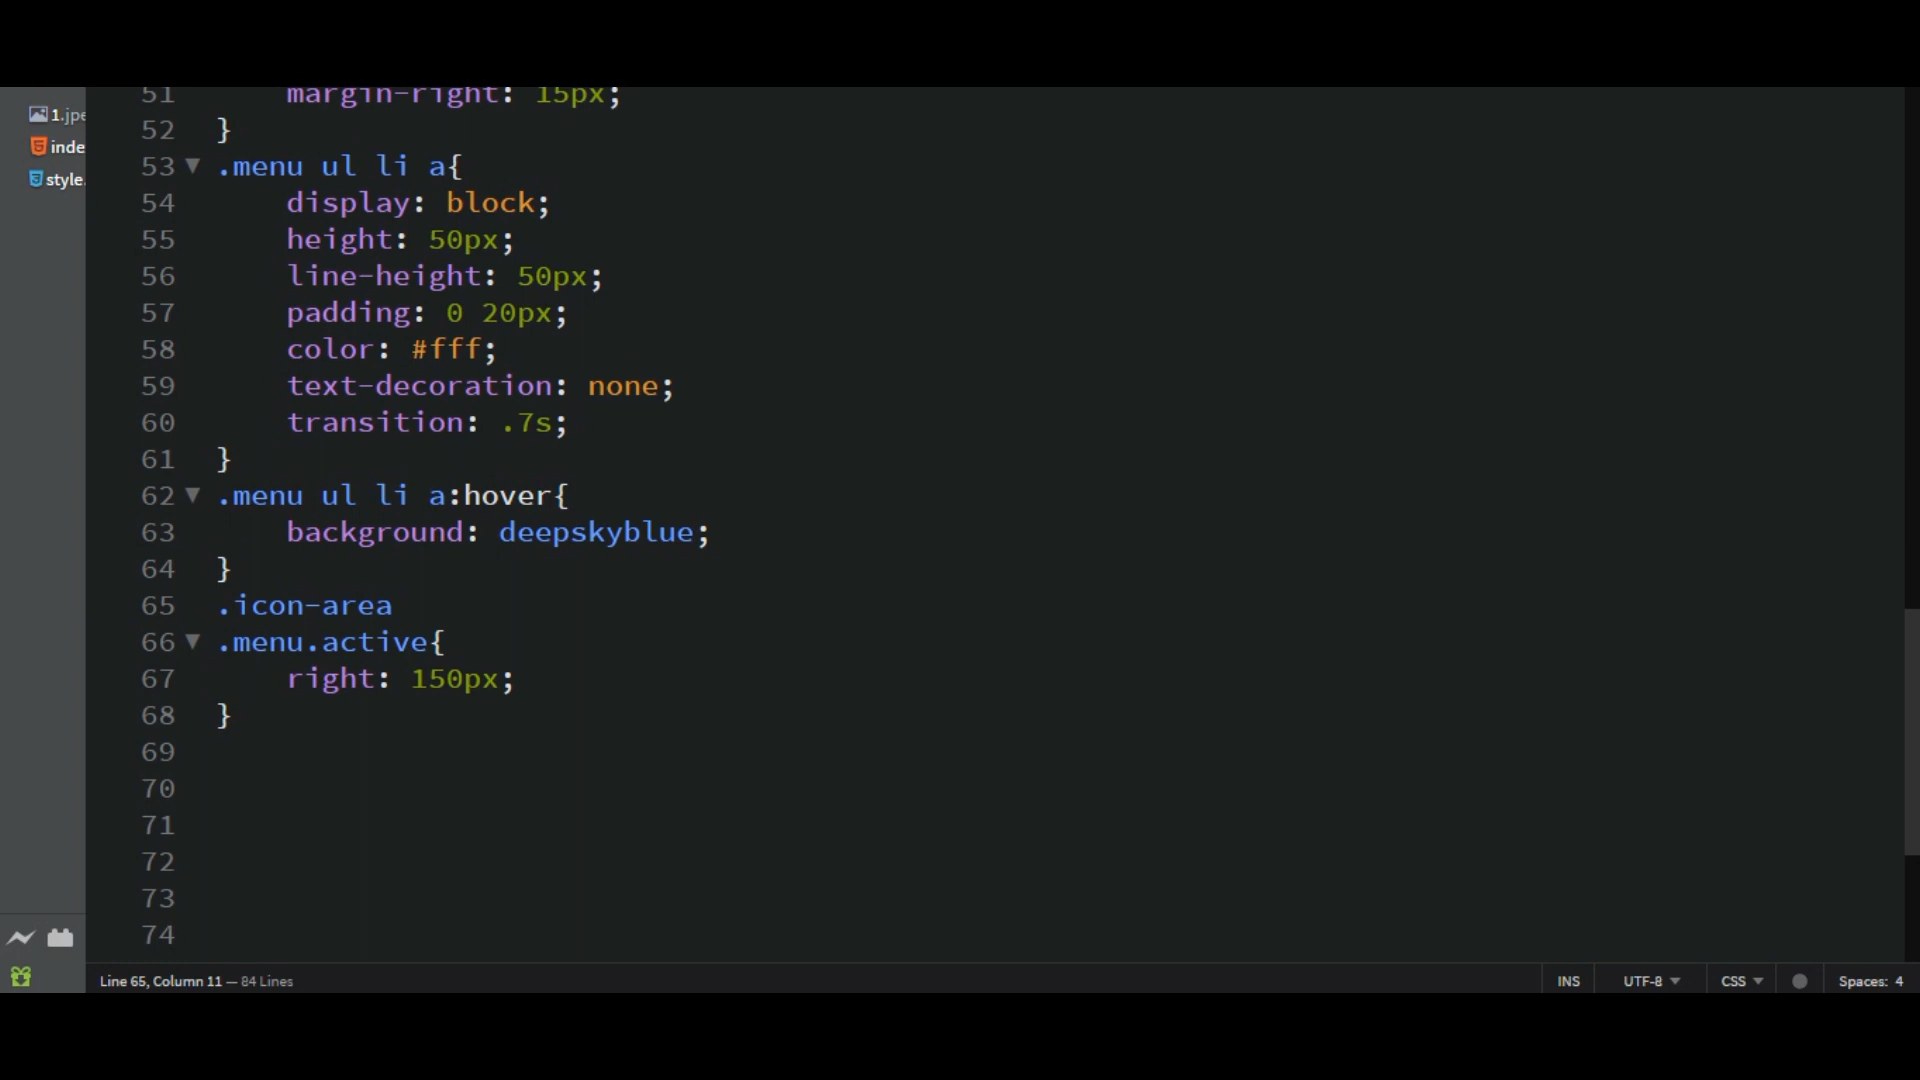 1.jpe
inde
style.
51 margin-right: 15px;
52 }
53 .menu ul li a{
54 display: block;
55 height: 50px;
56 line-height: 50px;
57 padding: 0 20px;
58 color: #fff;
59 text-decoration: none;
60 transition: .7s;
61 }
62 .menu ul li a:hover{
63 background: deepskyblue;
64 }
65 .icon-area
66 .menu.active{
67 right: 150px;
68 }
69
70
71
72
73
74
Line 65, Column 11 — 84 Lines
INS UTF-8 CSS Spaces: 4